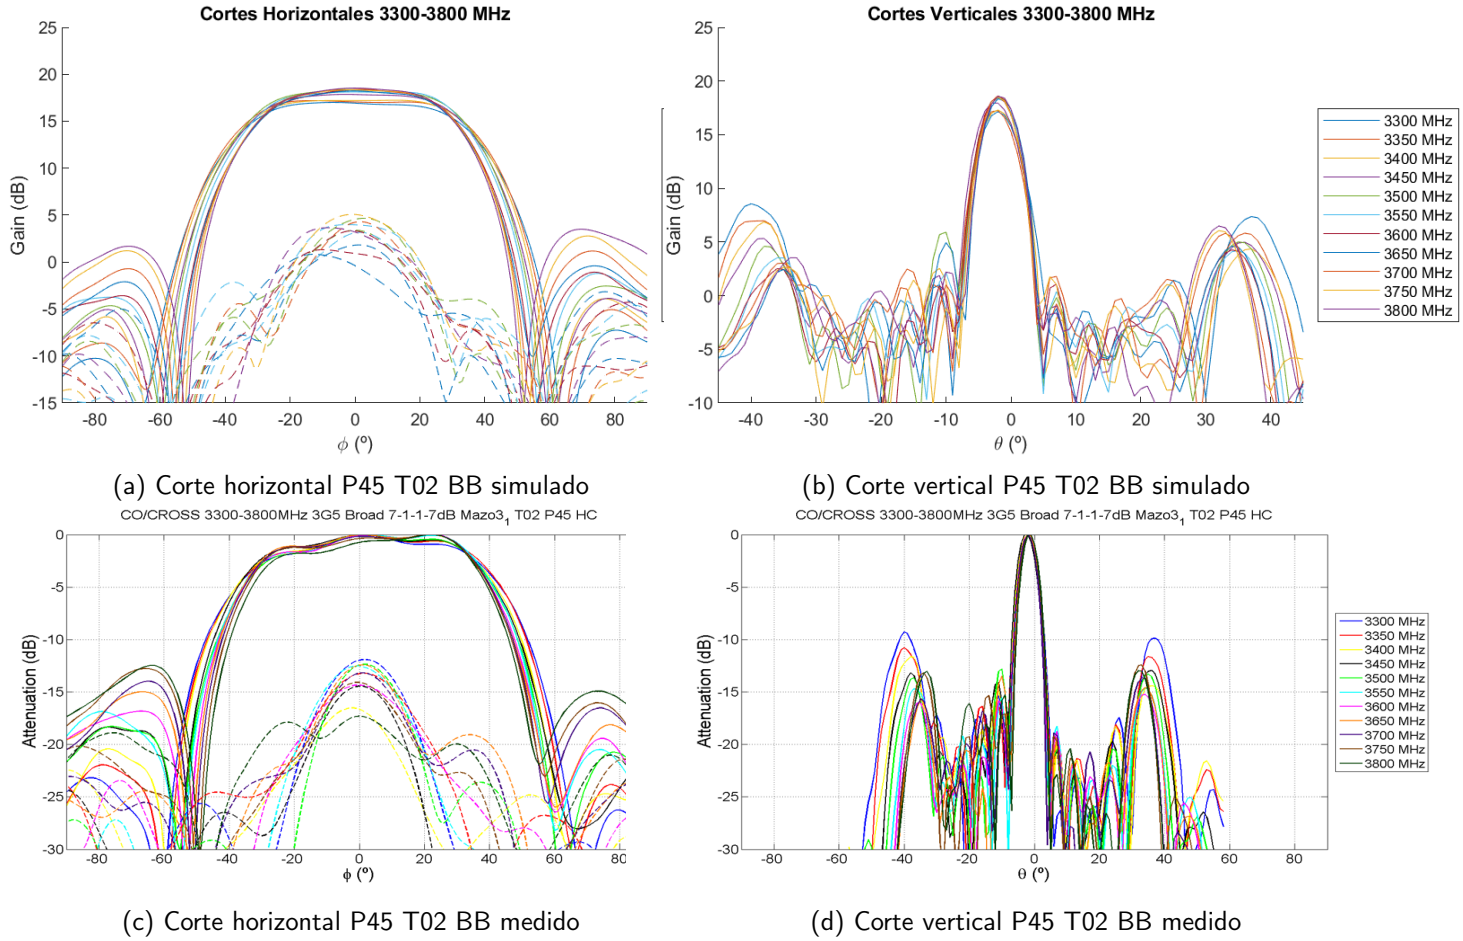 Cortes Horizontales 3300-3800 MHz
25
20
15
10
5
0
-5
-10
-15
Gain (dB)
-80 -60 -40 -20 0 20 40 60 80
ϕ (º)
(a) Corte horizontal P45 T02 BB simulado
Cortes Verticales 3300-3800 MHz
25
20
15
10
5
0
-5
-10
Gain (dB)
-40 -30 -20 -10 0 10 20 30 40
θ (º)
3300 MHz
3350 MHz
3400 MHz
3450 MHz
3500 MHz
3550 MHz
3600 MHz
3650 MHz
3700 MHz
3750 MHz
3800 MHz
(b) Corte vertical P45 T02 BB simulado
CO/CROSS 3300-3800MHz 3G5 Broad 7-1-1-7dB Mazo3₁ T02 P45 HC
0
-5
-10
-15
-20
-25
-30
Attenuation (dB)
-80 -60 -40 -20 0 20 40 60 80
ϕ (º)
(c) Corte horizontal P45 T02 BB medido
CO/CROSS 3300-3800MHz 3G5 Broad 7-1-1-7dB Mazo3₁ T02 P45 HC
0
-5
-10
-15
-20
-25
-30
Attenuation (dB)
-80 -60 -40 -20 0 20 40 60 80
θ (º)
3300 MHz
3350 MHz
3400 MHz
3450 MHz
3500 MHz
3550 MHz
3600 MHz
3650 MHz
3700 MHz
3750 MHz
3800 MHz
(d) Corte vertical P45 T02 BB medido